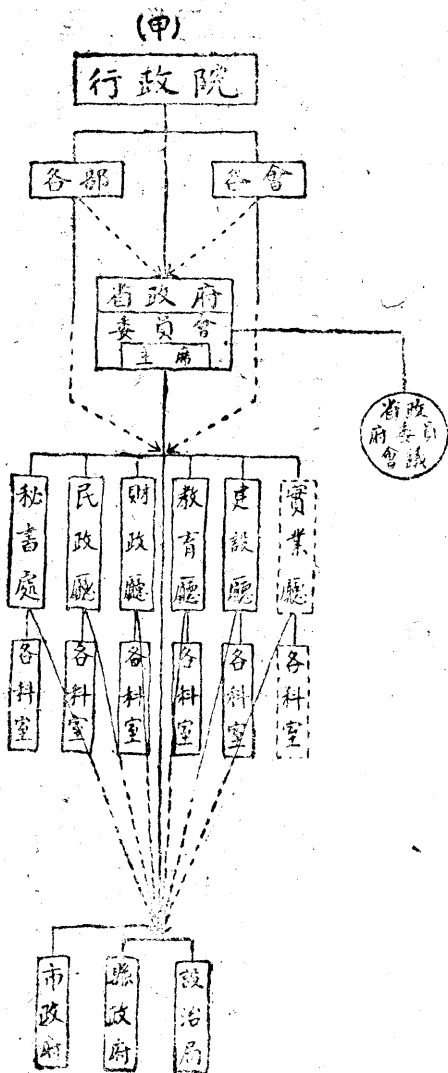 (甲)
行政院
各部
各會
省政府
委員會
主席
省政
府委員
會議
秘書處
民政廳
財政廳
教育廳
建設廳
實業廳
各科室
各科室
各科室
各科室
各科室
各科室
市政府
縣政府
設治局